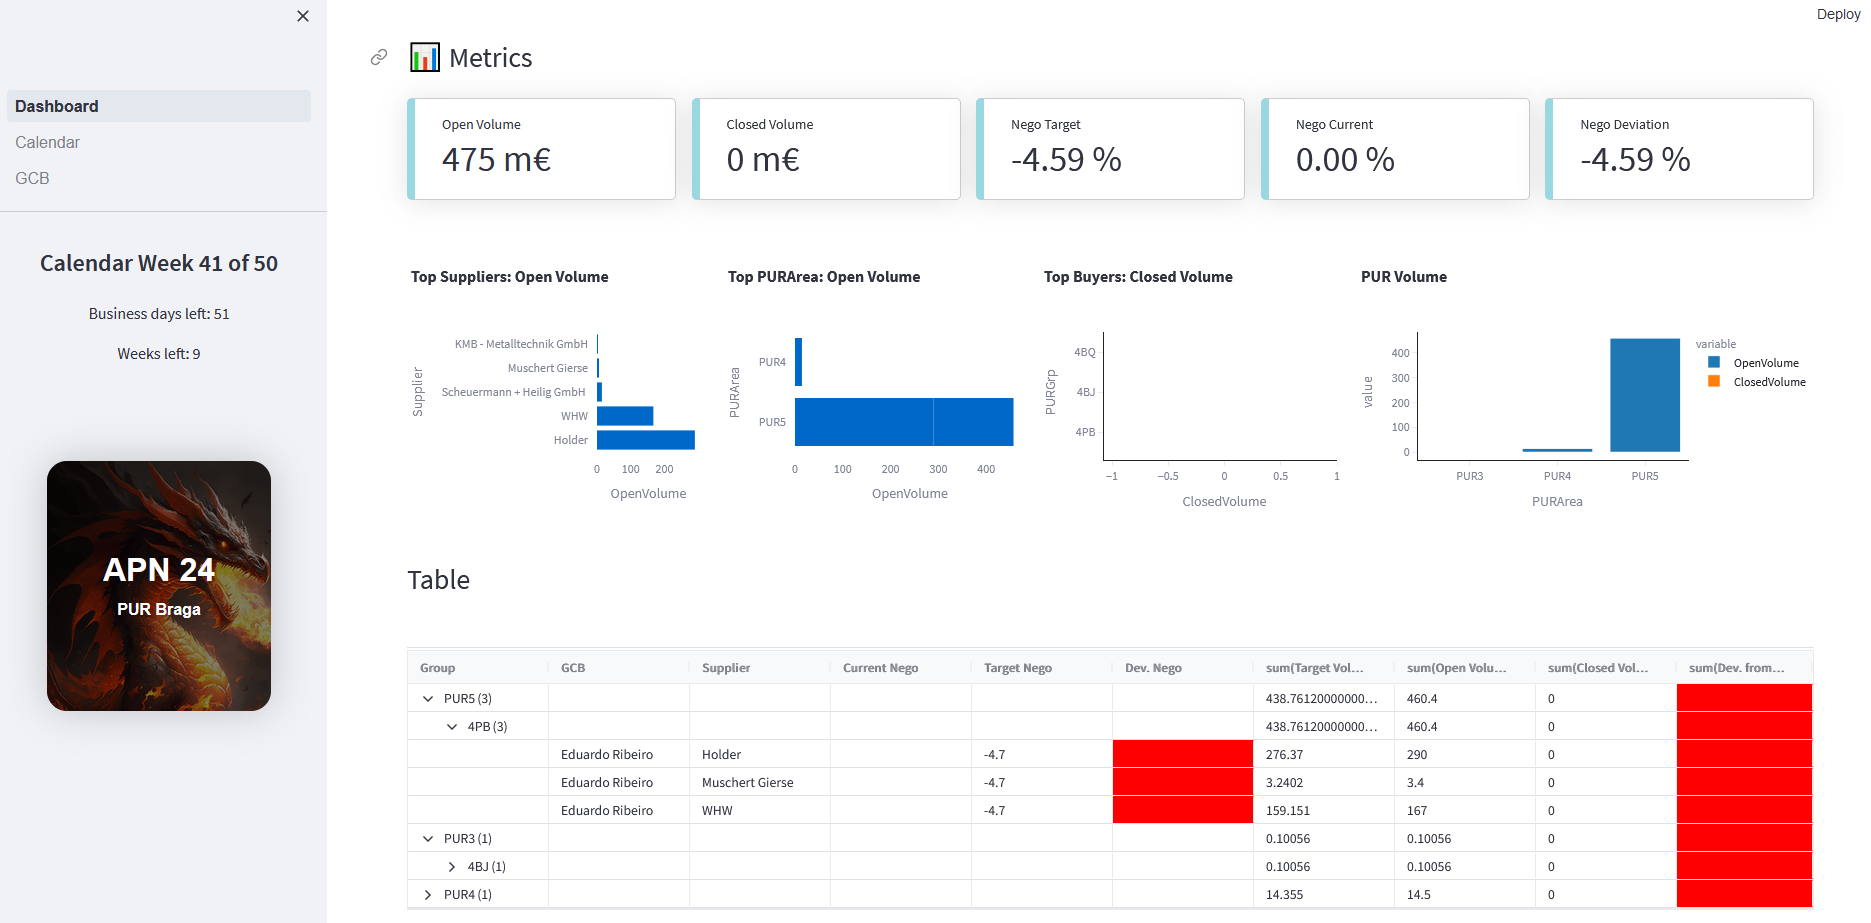 Deploy
Dashboard
Calendar
GCB
Calendar Week 41 of 50
Business days left: 51
Weeks left: 9
APN 24
PUR Braga
Metrics
Open Volume
475 m€
Closed Volume
0 m€
Nego Target
-4.59 %
Nego Current
0.00 %
Nego Deviation
-4.59 %
Top Suppliers: Open Volume
Supplier
KMB - Metalltechnik GmbH
Muschert Gierse
Scheuermann + Heilig GmbH
WHW
Holder
0 100 200
OpenVolume
Top PURArea: Open Volume
PURArea
PUR4
PUR5
0 100 200 300 400
OpenVolume
Top Buyers: Closed Volume
PURGrp
4BQ
4BJ
4PB
−1 −0.5 0 0.5 1
ClosedVolume
PUR Volume
value
400
300
200
100
0
PUR3 PUR4 PUR5
PURArea
variable
OpenVolume
ClosedVolume
Table
Group GCB Supplier Current Nego Target Nego Dev. Nego sum(Target Vol... sum(Open Volu... sum(Closed Vol... sum(Dev. from...
PUR5 (3) 438.76120000000... 460.4 0
4PB (3) 438.76120000000... 460.4 0
Eduardo Ribeiro Holder -4.7 276.37 290 0
Eduardo Ribeiro Muschert Gierse -4.7 3.2402 3.4 0
Eduardo Ribeiro WHW -4.7 159.151 167 0
PUR3 (1) 0.10056 0.10056 0
4BJ (1) 0.10056 0.10056 0
PUR4 (1) 14.355 14.5 0